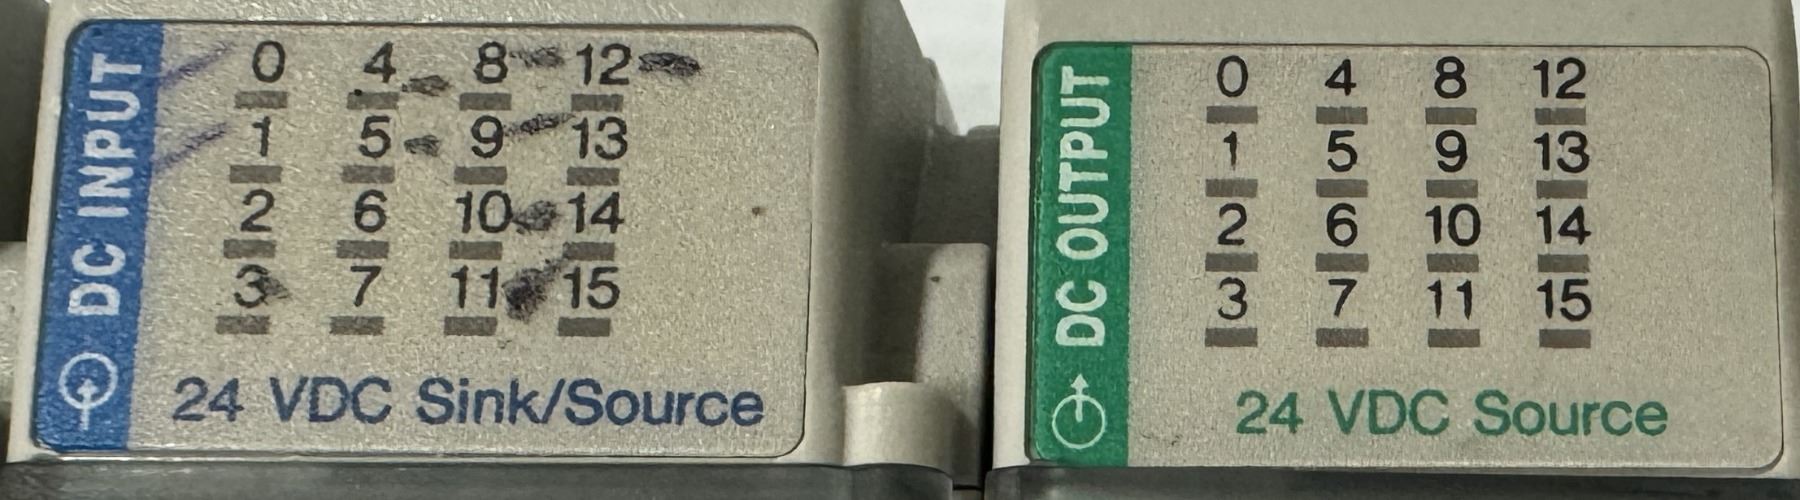 DC INPUT
0 4 8 12
1 5 9 13
2 6 10 14
3 7 11 15
24 VDC Sink/Source
DC OUTPUT
0 4 8 12
1 5 9 13
2 6 10 14
3 7 11 15
24 VDC Source